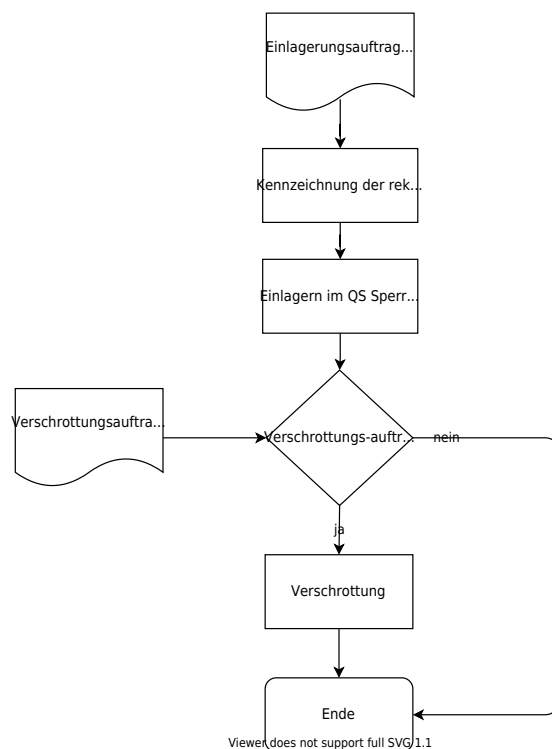 Einlagerungsauftrag...
Kennzeichnung der rek...
Einlagern im QS Sperr...
Verschrottungsauftra...
Verschrottungs-auftr...
nein
ja
Verschrottung
Ende
Viewer does not support full SVG 1.1